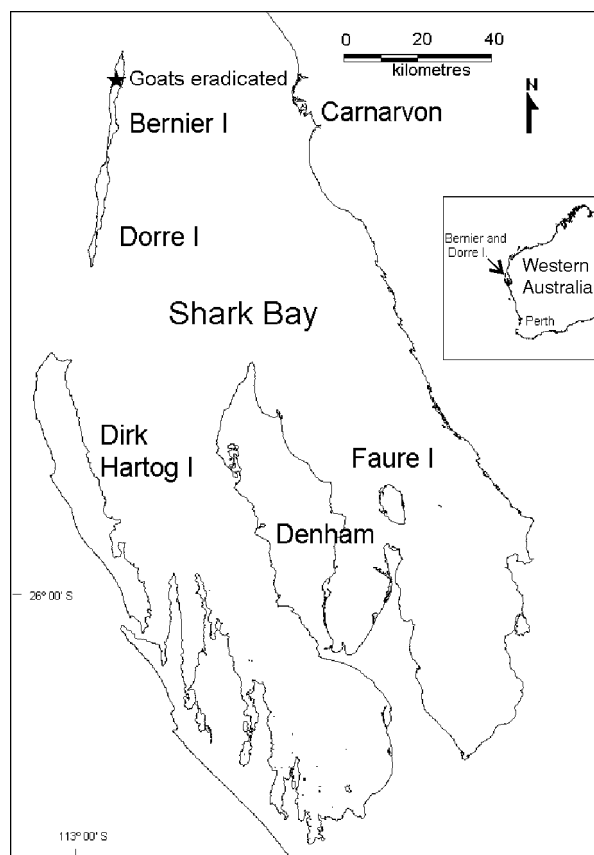 0 20 40
kilometres
Goats eradicated
N
Carnarvon
Bernier I
Dorre I
Bernier and
Dorre I.
Western
Australia
Perth
Shark Bay
Dirk
Hartog I
Faure I
Denham
26° 00' S
113° 00' S